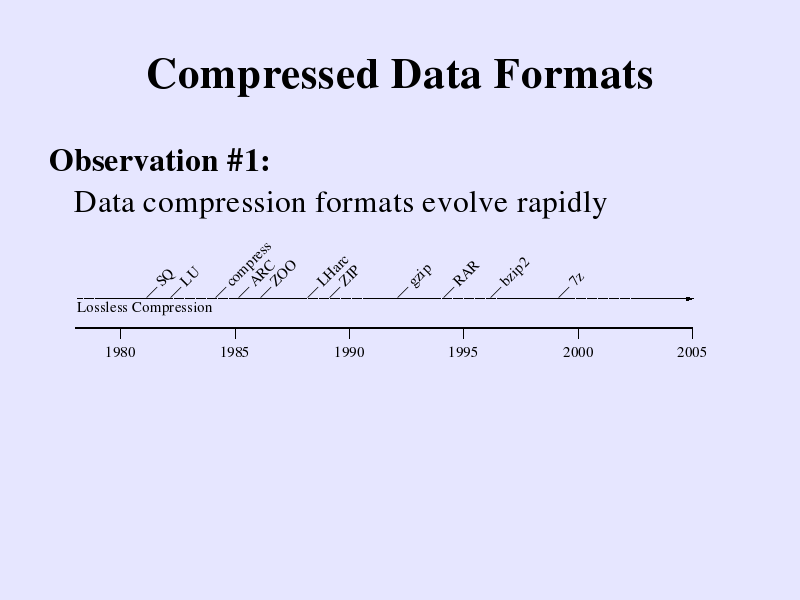 Compressed Data Formats
Observation #1:
Data compression formats evolve rapidly
SQ
LU
compress
ARC
ZOO
LHarc
ZIP
gzip
RAR
bzip2
7z
Lossless Compression
1980
1985
1990
1995
2000
2005